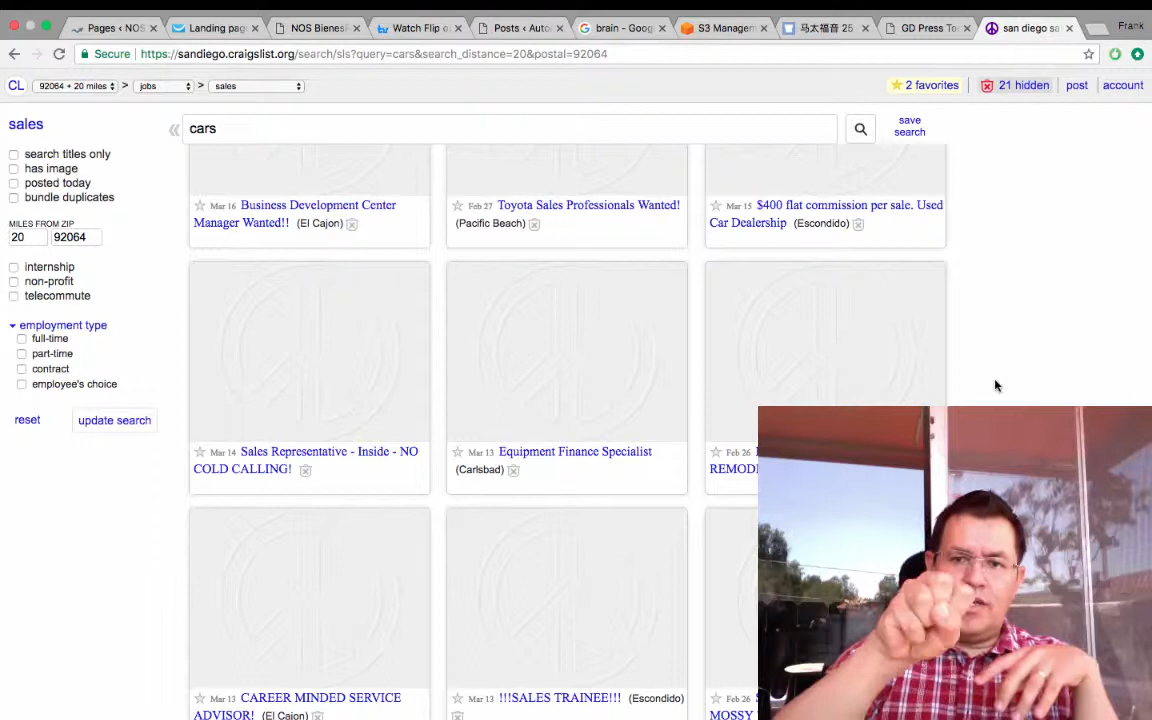 Pages ‹ NOS
Landing page
NOS Bienes
Watch Flip o
Posts ‹ Auto
brain - Goog
S3 Managem
马太福音 25
GD Press To
san diego sa
Frank
Secure
https://sandiego.craigslist.org/search/sls?query=cars&search_distance=20&postal=92064
CL
92064 + 20 miles
>
jobs
>
sales
2 favorites
21 hidden
post
account
sales
cars
save
search
search titles only
has image
posted today
bundle duplicates
MILES FROM ZIP
20
92064
internship
non-profit
telecommute
employment type
full-time
part-time
contract
employee's choice
reset
update search
Mar 16 Business Development Center
Manager Wanted!! (El Cajon)
Feb 27 Toyota Sales Professionals Wanted!
(Pacific Beach)
Mar 15 $400 flat commission per sale. Used
Car Dealership (Escondido)
Mar 14 Sales Representative - Inside - NO
COLD CALLING!
Mar 13 Equipment Finance Specialist
(Carlsbad)
Feb 26
REMOD
Mar 13 CAREER MINDED SERVICE
ADVISOR! (El Cajon)
Mar 13 !!!SALES TRAINEE!!! (Escondido)
Feb 26
MOSSY